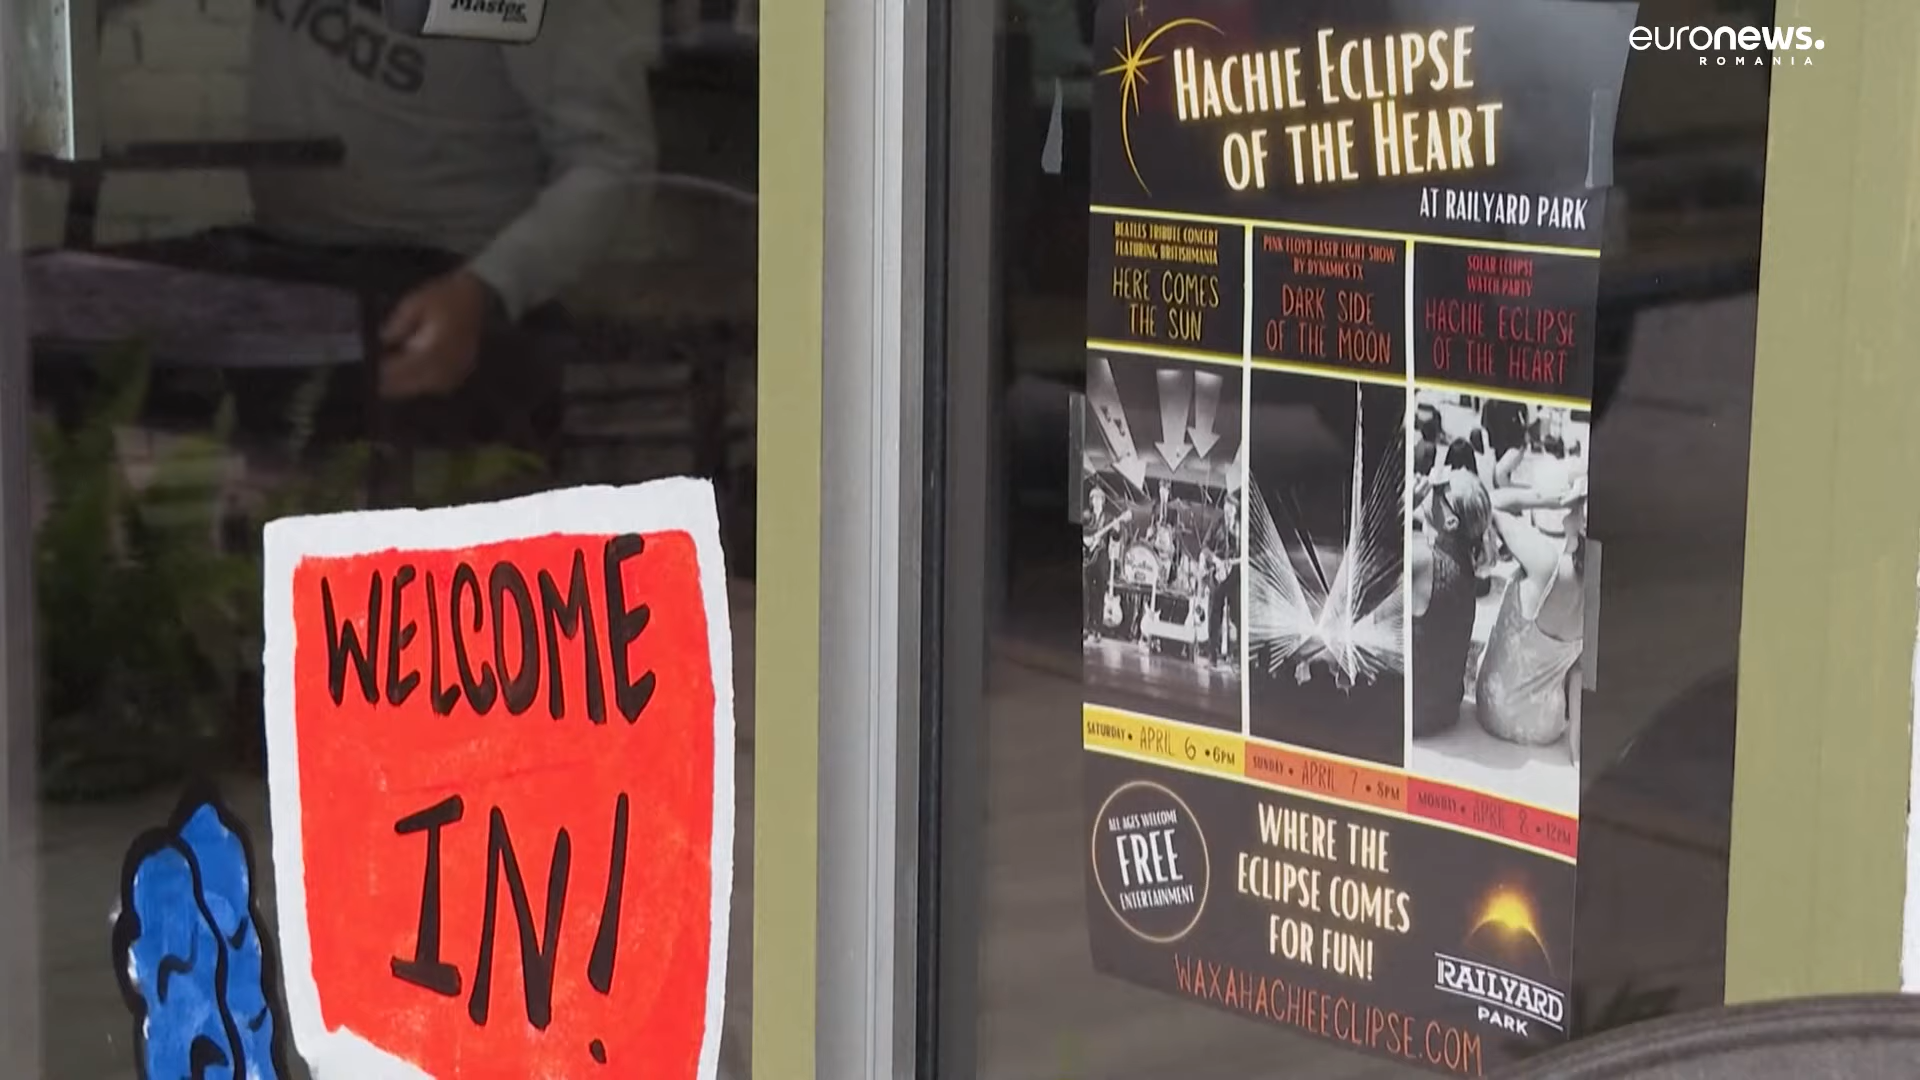 Master
adidas
euronews.
ROMANIA
HACHIE ECLIPSE
OF THE HEART
AT RAILYARD PARK
BEATLES TRIBUTE CONCERT
FEATURING BRITISHMANIA
HERE COMES
THE SUN
PINK FLOYD LASER LIGHT SHOW
BY DYNAMICS TX
DARK SIDE
OF THE MOON
SOLAR ECLIPSE
WATCH PARTY
HACHIE ECLIPSE
OF THE HEART
SATURDAY • APRIL 6 • 6PM
SUNDAY • APRIL 7 • 8PM
MONDAY • APRIL 8 • 12PM
ALL AGES WELCOME
FREE
ENTERTAINMENT
WHERE THE
ECLIPSE COMES
FOR FUN!
RAILYARD
PARK
WAXAHACHIEECLIPSE.COM
WELCOME
IN!